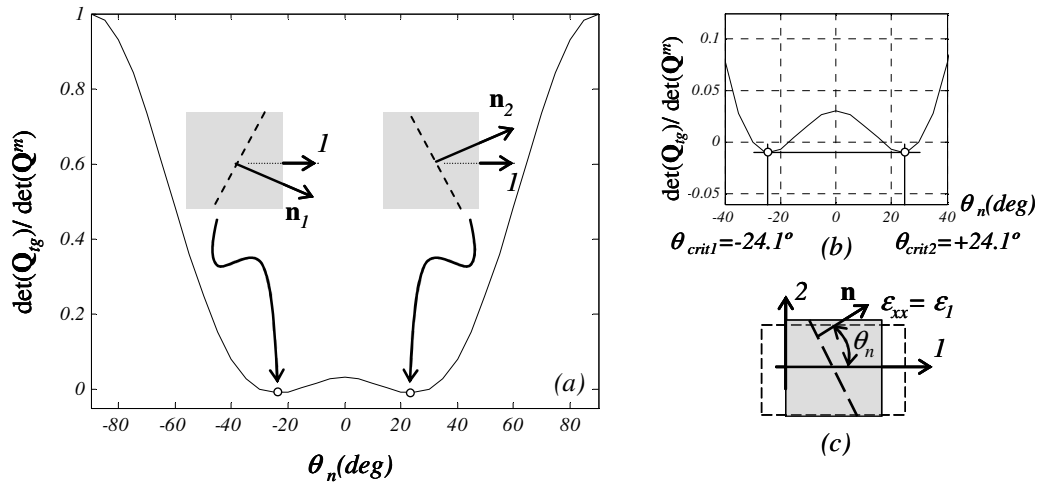 det(Q_tg)/ det(Q^m)
1
0.8
0.6
0.4
0.2
0
-80 -60 -40 -20 0 20 40 60 80
θ_n(deg)
1
n_1
n_2
1
(a)
det(Q_tg)/ det(Q^m)
0.1
0.05
0
-0.05
-40 -20 0 20 40
θ_n(deg)
θ_crit1=-24.1º
(b)
θ_crit2=+24.1º
2
n
ε_xx= ε_1
θ_n
1
(c)